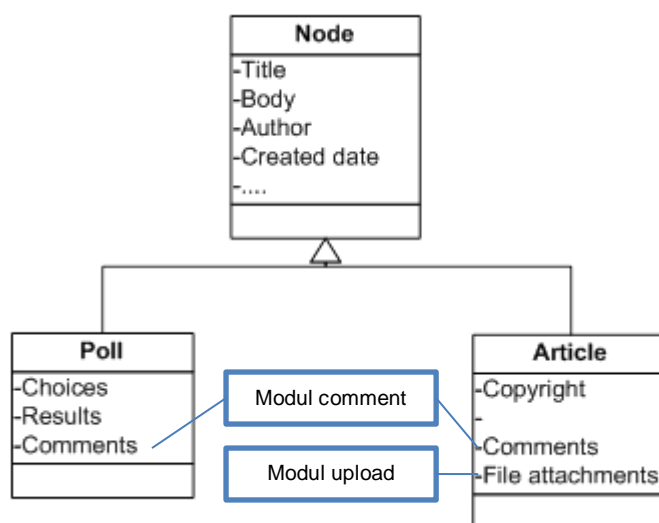 Node
-Title
-Body
-Author
-Created date
-....
Poll
-Choices
-Results
-Comments
Modul comment
Modul upload
Article
-Copyright
-
-Comments
-File attachments